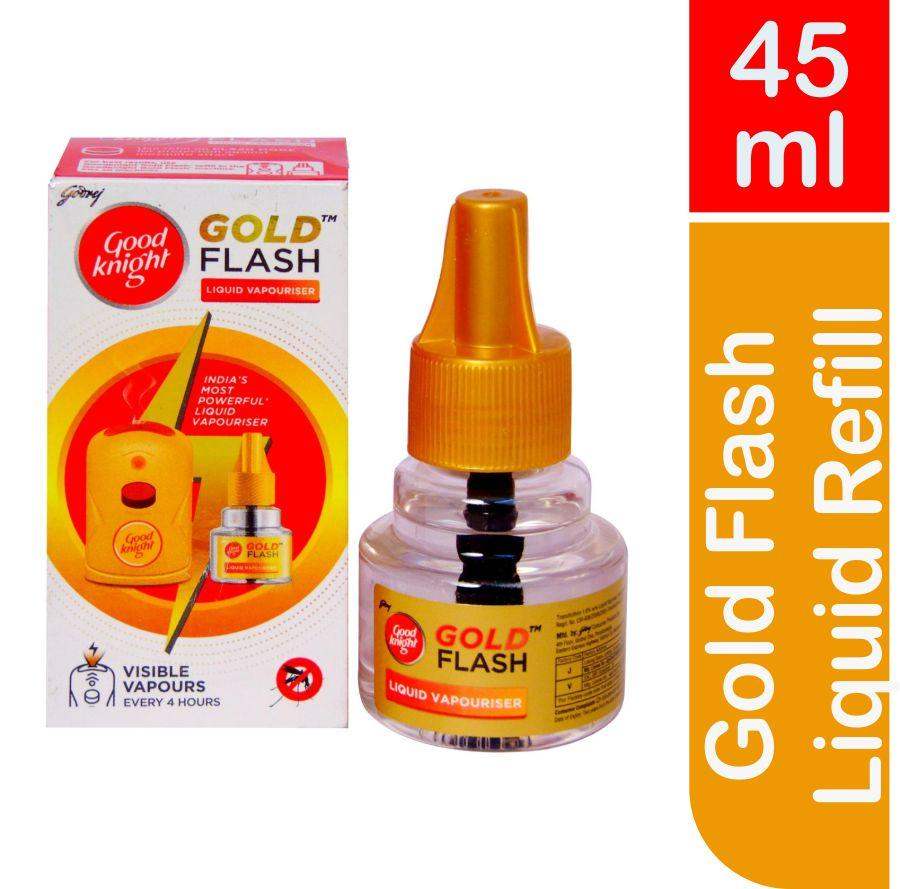 Godrej
Good
knight
GOLD™
FLASH
LIQUID VAPOURISER
INDIA'S
MOST
POWERFUL*
LIQUID
VAPOURISER
Good
knight
GOLD™
FLASH
LIQUID VAPOURISER
VISIBLE
VAPOURS
EVERY 4 HOURS
Good
knight
GOLD™
FLASH
LIQUID VAPOURISER
45
ml
Gold Flash
Liquid Refill